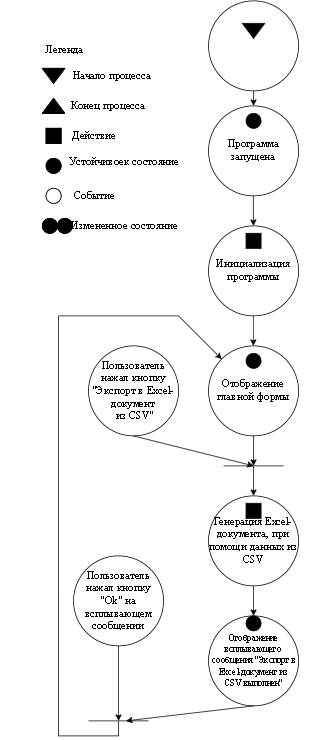 Легенда
Начало процесса
Конец процесса
Действие
Устойчивоек состояние
Событие
Измененное состояние
Программа
запущена
Инициализация
программы
Отображение
главной формы
Пользователь
нажал кнопку
"Экспорт в Excel-
документ
из CSV"
Генерация Excel-
документа, при
помощи данных из
CSV
Пользователь
нажал кнопку
"Ok" на
всплывающем
сообщении
Отображение
всплывающего
сообщения "Экспорт в
Excel-документ из
CSV выполнен"